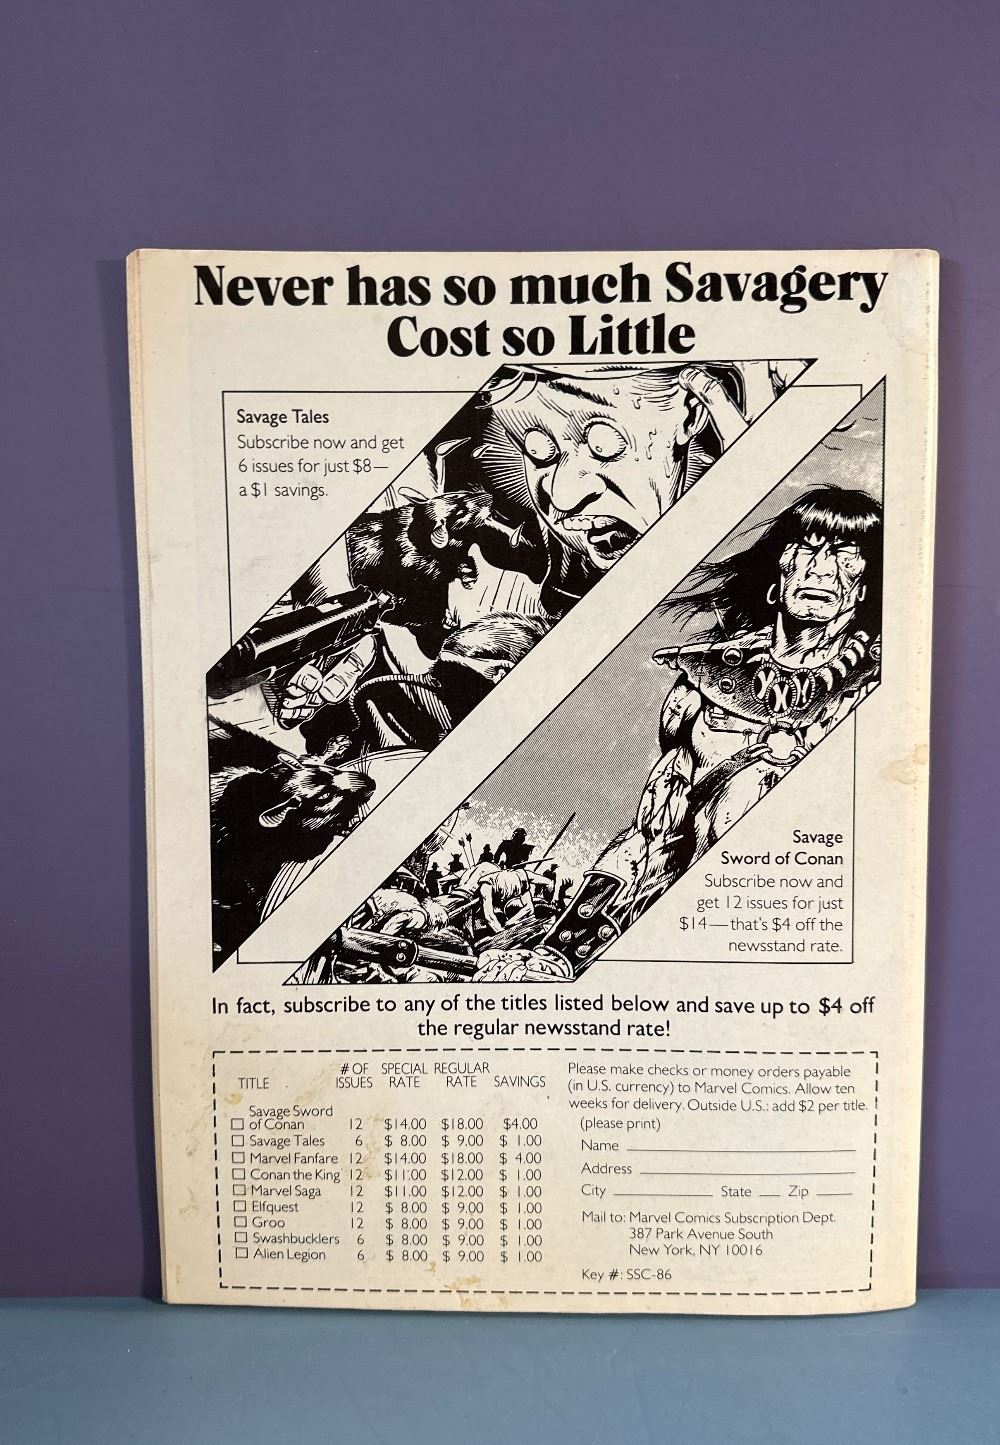 Never has so much Savagery
Cost so Little
Savage Tales
Subscribe now and get
6 issues for just $8—
a $1 savings.
Savage
Sword of Conan
Subscribe now and
get 12 issues for just
$14—that's $4 off the
newsstand rate.
In fact, subscribe to any of the titles listed below and save up to $4 off
the regular newsstand rate!
TITLE # OF ISSUES SPECIAL RATE REGULAR RATE SAVINGS
Savage Sword
of Conan 12 $14.00 $18.00 $4.00
Savage Tales 6 $ 8.00 $ 9.00 $ 1.00
Marvel Fanfare 12 $14.00 $18.00 $ 4.00
Conan the King 12 $11.00 $12.00 $ 1.00
Marvel Saga 12 $11.00 $12.00 $ 1.00
Elfquest 12 $ 8.00 $ 9.00 $ 1.00
Groo 12 $ 8.00 $ 9.00 $ 1.00
Swashbucklers 6 $ 8.00 $ 9.00 $ 1.00
Alien Legion 6 $ 8.00 $ 9.00 $ 1.00
Please make checks or money orders payable
(in U.S. currency) to Marvel Comics. Allow ten
weeks for delivery. Outside U.S.: add $2 per title.
(please print)
Name
Address
City State Zip
Mail to: Marvel Comics Subscription Dept.
387 Park Avenue South
New York, NY 10016
Key #: SSC-86